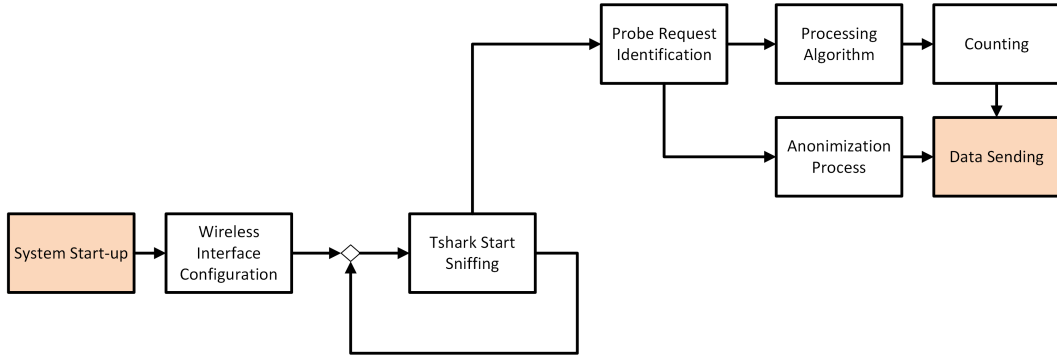 Probe Request
Identification
Processing
Algorithm
Counting
Anonimization
Process
Data Sending
System Start-up
Wireless
Interface
Configuration
Tshark Start
Sniffing